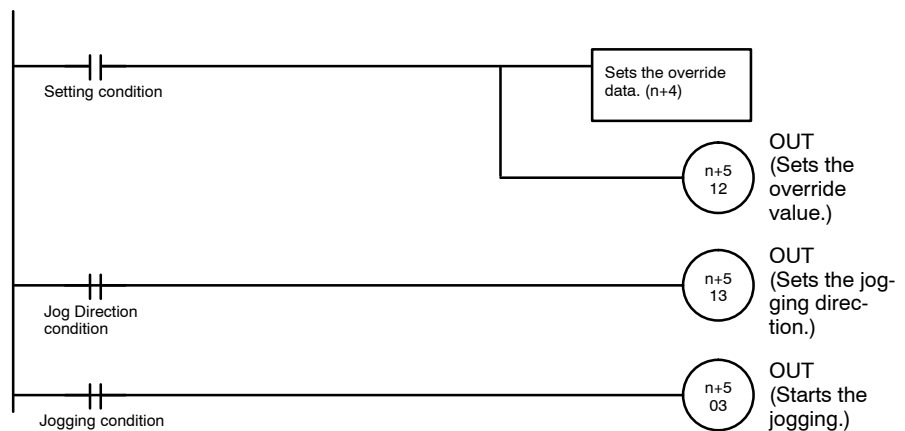 Setting condition
Sets the override
data. (n+4)
n+5
12
OUT
(Sets the
override
value.)
Jog Direction
condition
n+5
13
OUT
(Sets the jog-
ging direc-
tion.)
Jogging condition
n+5
03
OUT
(Starts the
jogging.)